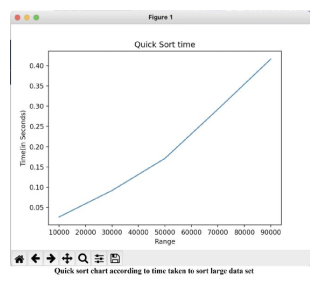 Figure 1
Quick Sort time
0.40
0.35
0.30
0.25
0.20
0.15
0.10
0.05
Time(in Seconds)
10000 20000 30000 40000 50000 60000 70000 80000 90000
Range
Quick sort chart according to time taken to sort large data set